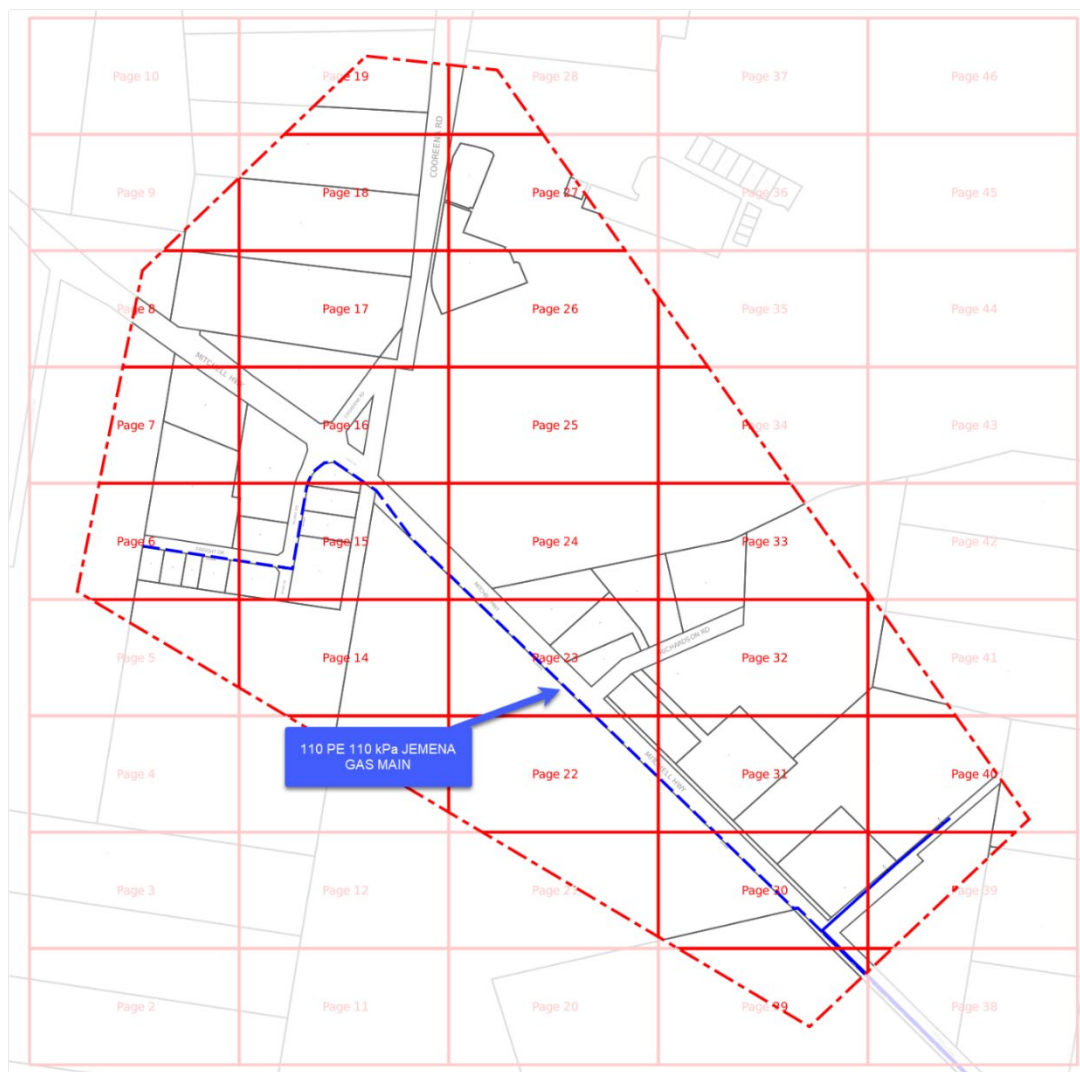 Page 10
Page 19
Page 28
Page 37
Page 46
COOREENA RD
Page 9
Page 18
Page 27
Page 36
Page 45
Page 8
Page 17
Page 26
Page 35
Page 44
MITCHELL HWY
Page 7
Page 16
Page 25
Page 34
Page 43
Page 6
Page 15
Page 24
Page 33
Page 42
Page 5
Page 14
Page 23
RICHARDSON RD
Page 32
Page 41
110 PE 110 kPa JEMENA
GAS MAIN
Page 4
Page 22
MITCHELL HWY
Page 31
Page 40
Page 3
Page 12
Page 21
Page 30
Page 39
Page 2
Page 11
Page 20
Page 29
Page 38